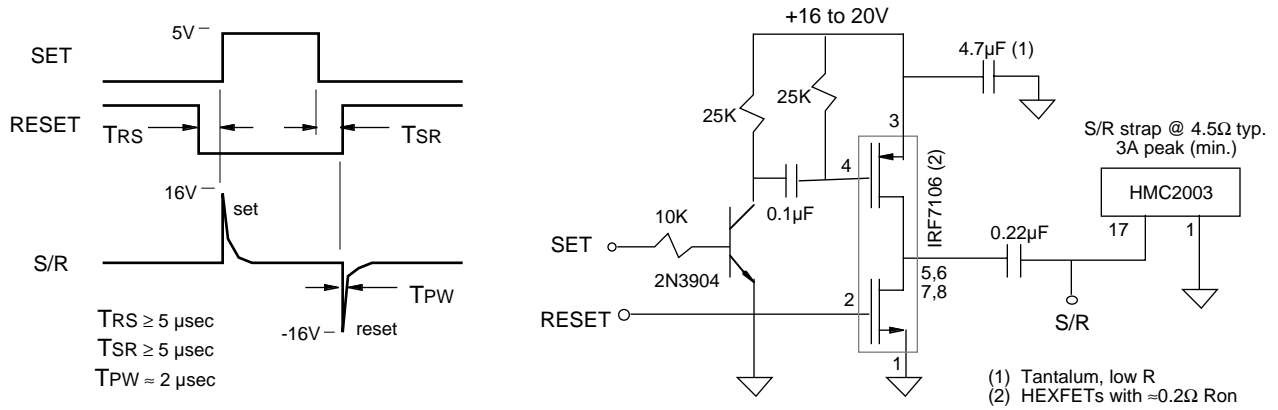 SET
5V
RESET
TRS
TSR
16V
set
S/R
TPW
-16V
reset
TRS ≥ 5 µsec
TSR ≥ 5 µsec
TPW ≈ 2 µsec
+16 to 20V
4.7µF (1)
25K
25K
3
4
0.1µF
IRF7106 (2)
S/R strap @ 4.5Ω typ.
3A peak (min.)
HMC2003
17
1
10K
SET
2N3904
0.22µF
5,6
7,8
2
RESET
S/R
1
(1) Tantalum, low R
(2) HEXFETs with ≈0.2Ω Ron